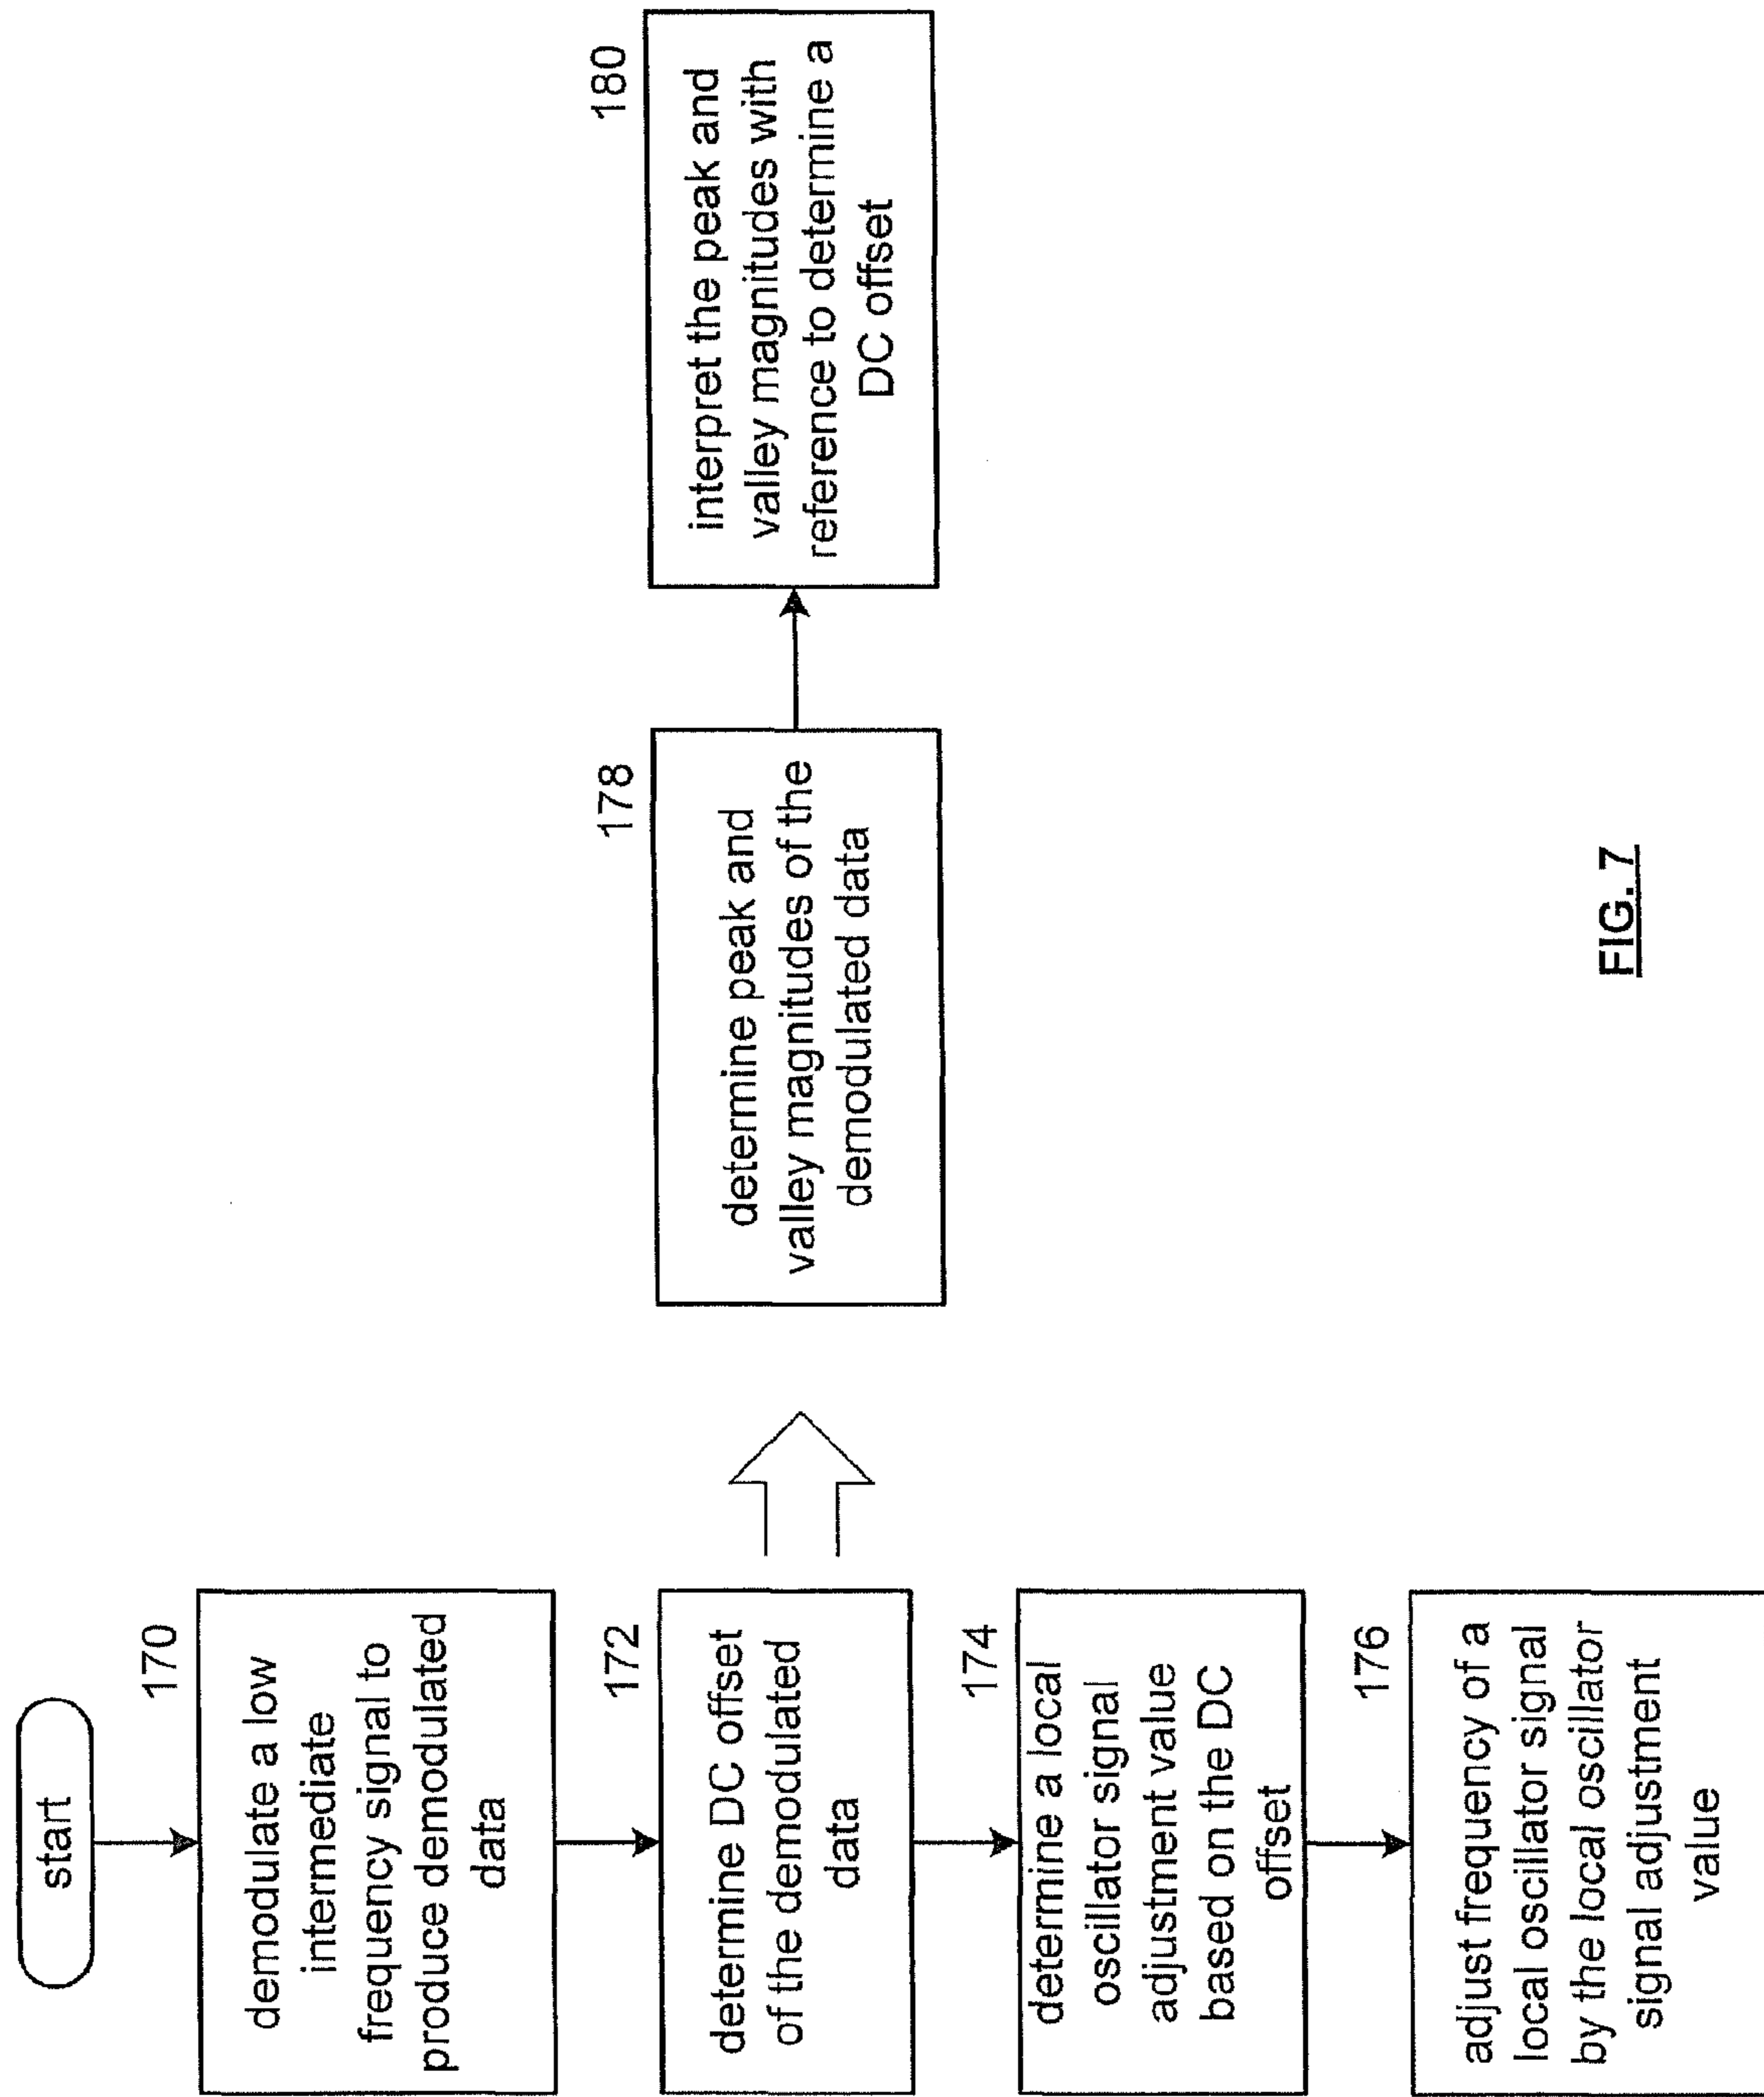 start
170
demodulate a low
intermediate
frequency signal to
produce demodulated
data
172
determine DC offset
of the demodulated
data
174
determine a local
oscillator signal
adjustment value
based on the DC
offset
176
adjust frequency of a
local oscillator signal
by the local oscillator
signal adjustment
value
178
determine peak and
valley magnitudes of the
demodulated data
180
interpret the peak and
valley magnitudes with
reference to determine a
DC offset
FIG. 7